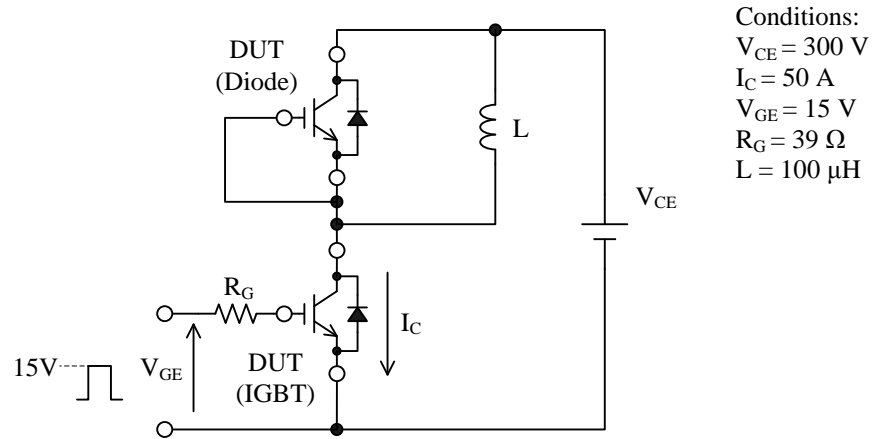 Conditions:
V_CE = 300 V
I_C = 50 A
V_GE = 15 V
R_G = 39 Ω
L = 100 μH
DUT
(Diode)
L
V_CE
R_G
I_C
15V
V_GE
DUT
(IGBT)